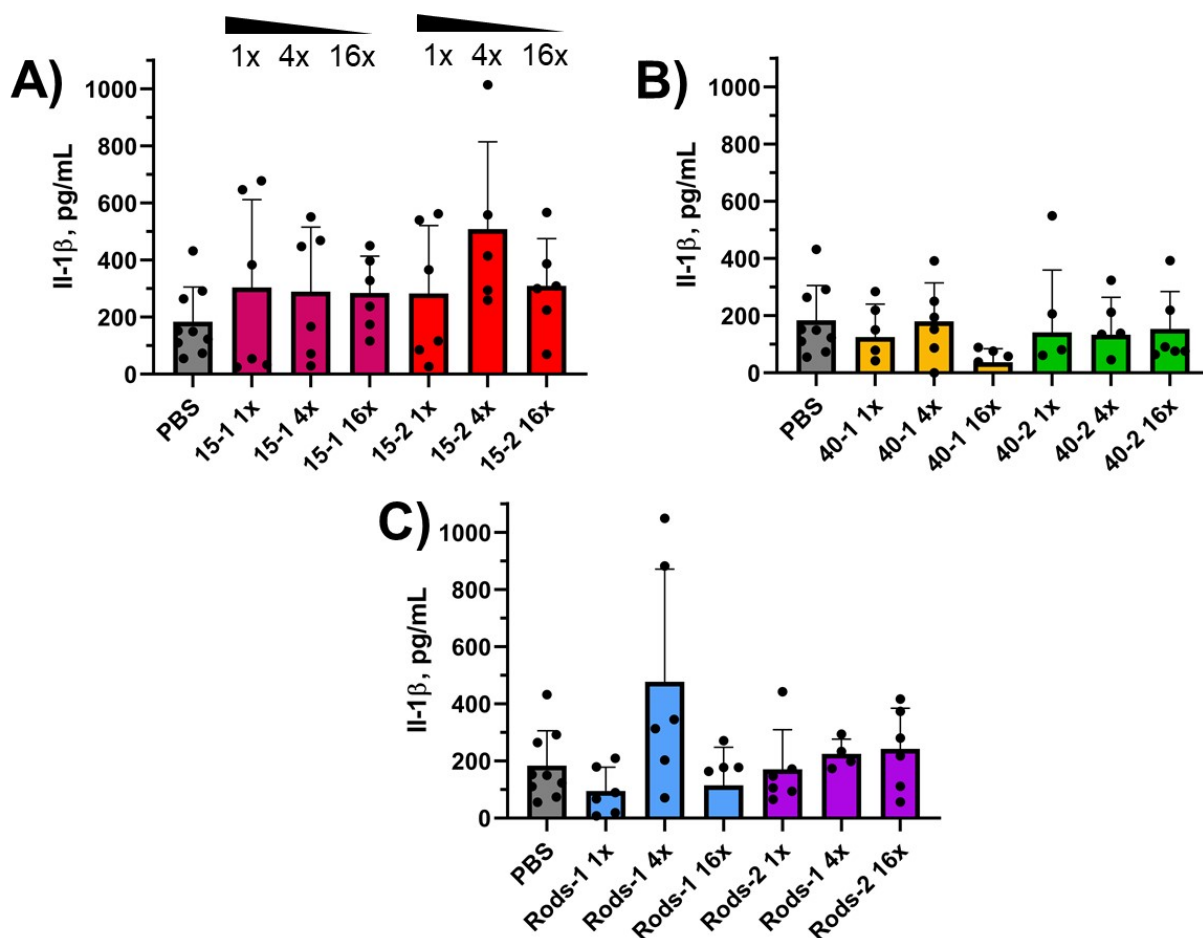 1x 4x 16x 1x 4x 16x
A)
Il-1β, pg/mL
1000
800
600
400
200
0
PBS
15-1 1x
15-1 4x
15-1 16x
15-2 1x
15-2 4x
15-2 16x
B)
Il-1β, pg/mL
1000
800
600
400
200
0
PBS
40-1 1x
40-1 4x
40-1 16x
40-2 1x
40-2 4x
40-2 16x
C)
Il-1β, pg/mL
1000
800
600
400
200
0
PBS
Rods-1 1x
Rods-1 4x
Rods-1 16x
Rods-2 1x
Rods-1 4x
Rods-2 16x